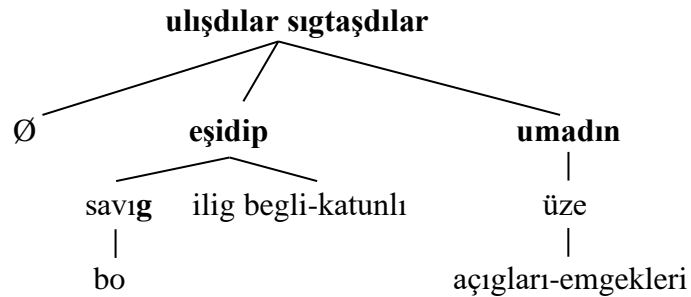 ulışdılar sıgtaşdılar
Ø eşidip umadın
savıg ilig begli-katunlı üze
bo açıgları-emgekleri